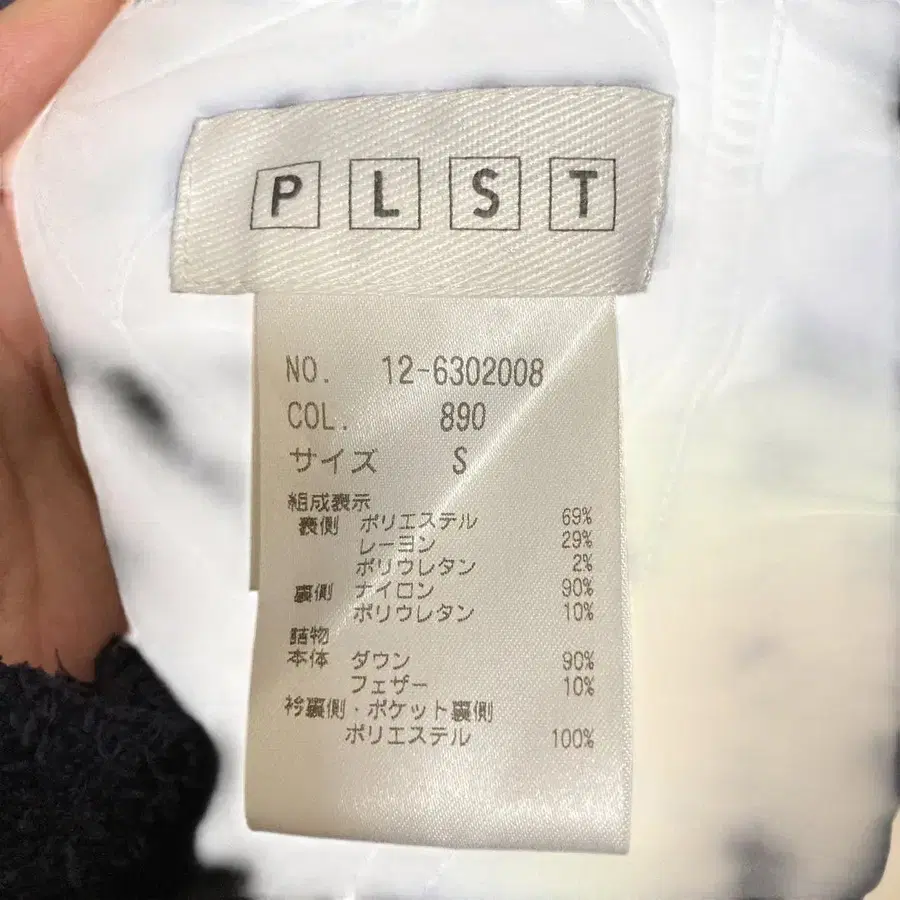 PLST
NO. 12-6302008
COL. 890
サイズ S
組成表示
表側 ポリエステル 69%
レーヨン 29%
ポリウレタン 2%
裏側 ナイロン 90%
ポリウレタン 10%
詰物
本体 ダウン 90%
フェザー 10%
衿裏側・ポケット裏側
ポリエステル 100%